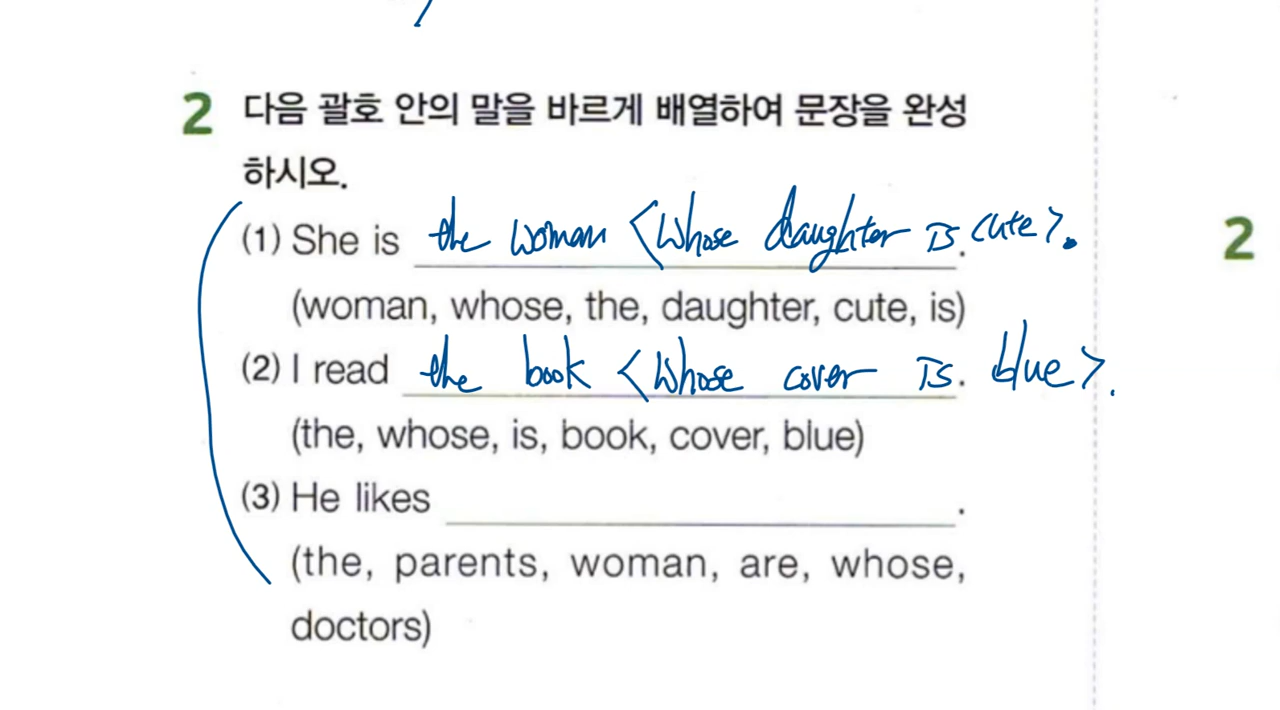 2 다음 괄호 안의 말을 바르게 배열하여 문장을 완성
하시오.
(1) She is the woman <whose daughter is cute>.
(woman, whose, the, daughter, cute, is)
(2) I read the book <whose cover is blue>.
(the, whose, is, book, cover, blue)
(3) He likes .
(the, parents, woman, are, whose,
doctors)
2